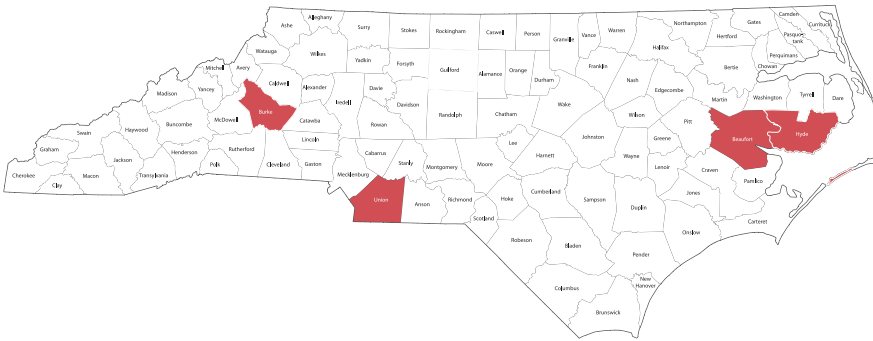 Ashe
Alleghany
Surry
Stokes
Rockingham
Caswell
Person
Granville
Vance
Warren
Northampton
Gates
Camden
Currituck
Pasquo-
tank
Perquimans
Chowan
Hertford
Halifax
Bertie
Watauga
Wilkes
Yadkin
Forsyth
Guilford
Alamance
Orange
Durham
Franklin
Nash
Edgecombe
Martin
Washington
Tyrrell
Dare
Mitchell
Avery
Caldwell
Alexander
Iredell
Davie
Davidson
Randolph
Chatham
Wake
Wilson
Pitt
Beaufort
Hyde
Madison
Yancey
Burke
Catawba
Rowan
Johnston
Greene
Swain
Haywood
Buncombe
McDowell
Lincoln
Lee
Harnett
Wayne
Lenoir
Craven
Pamlico
Graham
Jackson
Henderson
Rutherford
Polk
Cleveland
Gaston
Mecklenburg
Cabarrus
Stanly
Montgomery
Moore
Cherokee
Clay
Macon
Transylvania
Union
Anson
Richmond
Scotland
Hoke
Cumberland
Sampson
Duplin
Jones
Carteret
Onslow
Robeson
Bladen
Pender
Columbus
New
Hanover
Brunswick